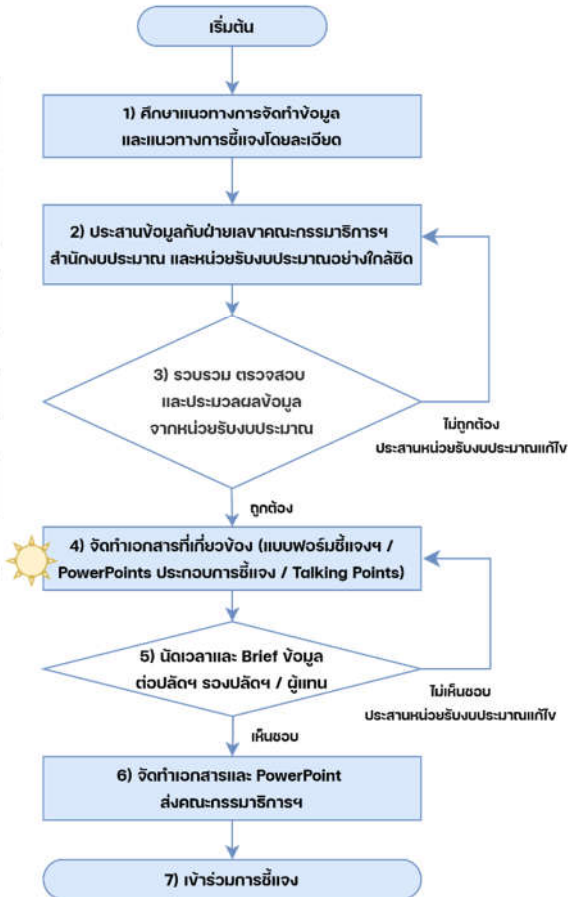 เริ่มต้น
1) ศึกษาแนวทางการจัดทำข้อมูล
และแนวทางการชี้แจงโดยละเอียด
2) ประสานข้อมูลกับฝ่ายเลขาคณะกรรมาธิการฯ
สำนักงบประมาณ และหน่วยรับงบประมาณอย่างใกล้ชิด
3) รวบรวม ตรวจสอบ
และประมวลผลข้อมูล
จากหน่วยรับงบประมาณ
ไม่ถูกต้อง
ประสานหน่วยรับงบประมาณแก้ไข
ถูกต้อง
4) จัดทำเอกสารที่เกี่ยวข้อง (แบบฟอร์มชี้แจงฯ /
PowerPoints ประกอบการชี้แจง / Talking Points)
5) นัดเวลาและ Brief ข้อมูล
ต่อปลัดฯ รองปลัดฯ / ผู้แทน
ไม่เห็นชอบ
ประสานหน่วยรับงบประมาณแก้ไข
เห็นชอบ
6) จัดทำเอกสารและ PowerPoint
ส่งคณะกรรมาธิการฯ
7) เข้าร่วมการชี้แจง